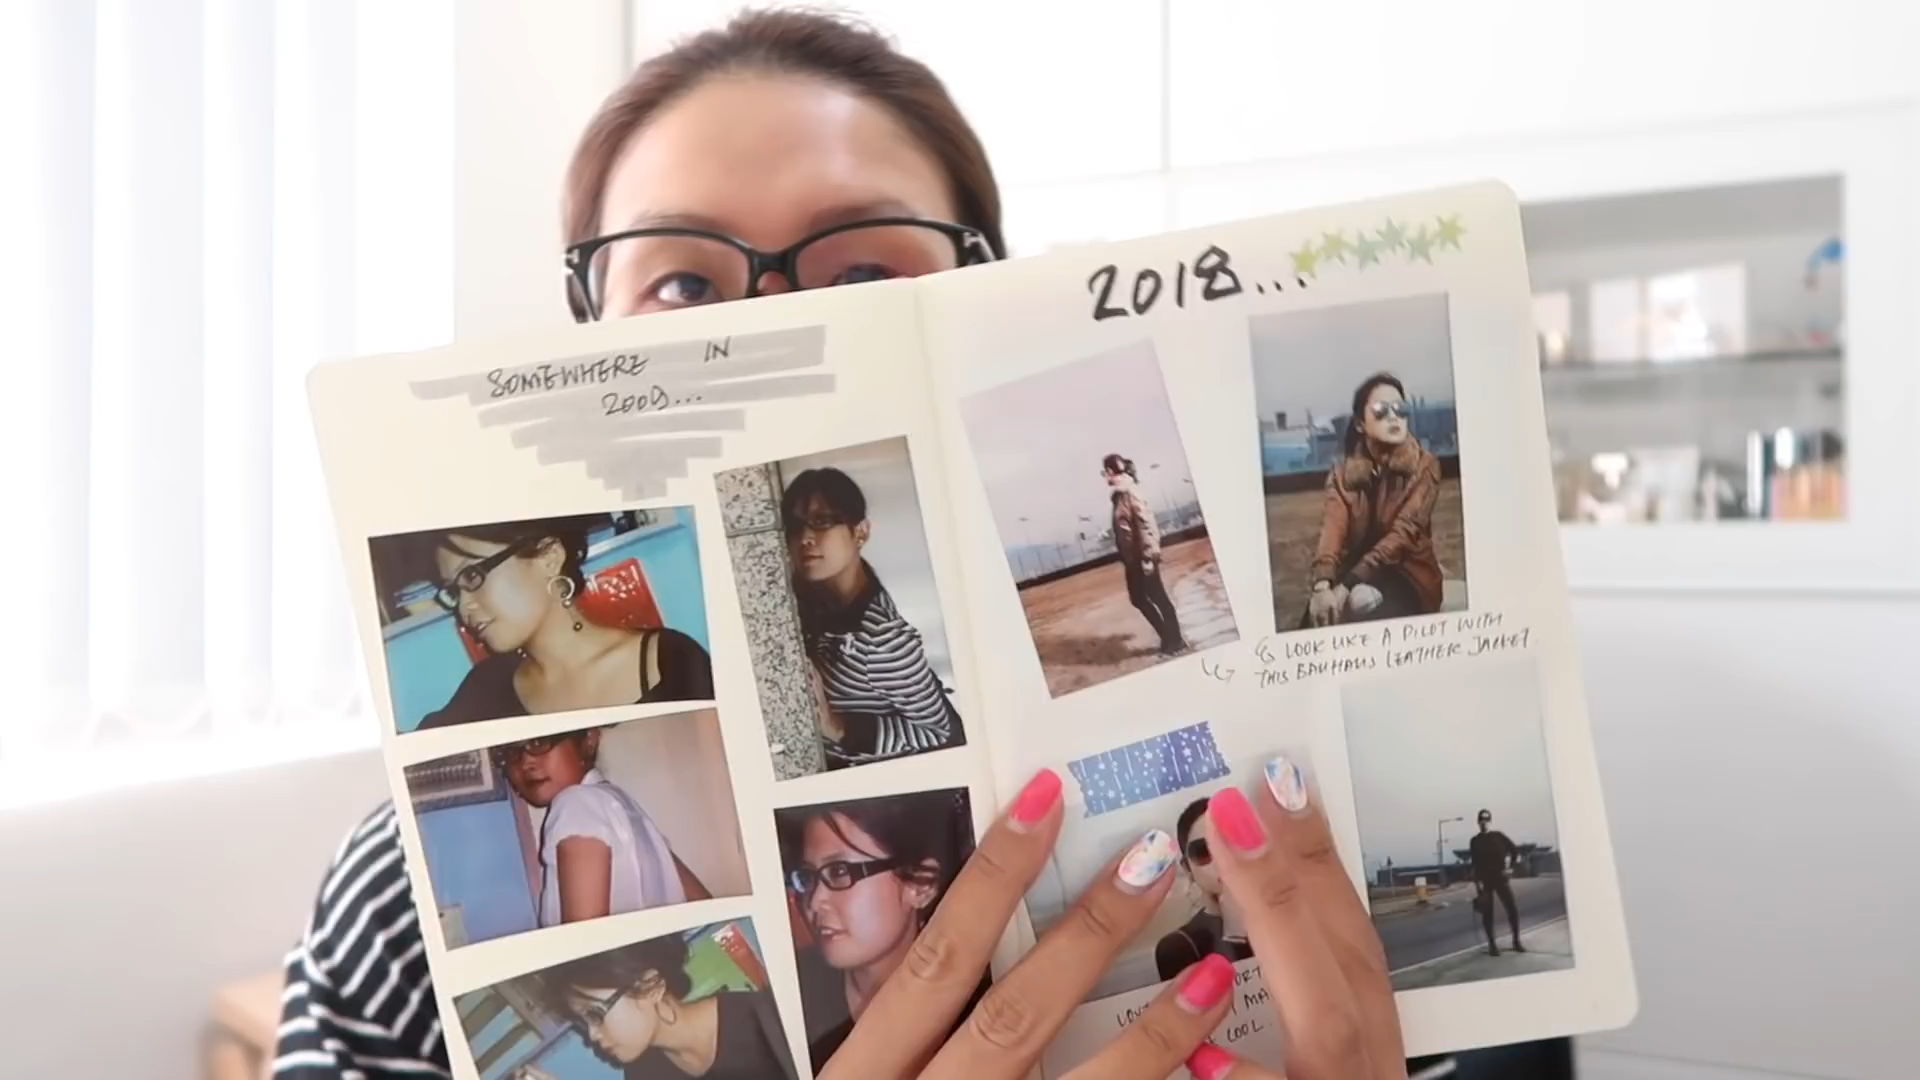 SOMEWHERE IN
2009...
2018...
LOOK LIKE A PILOT WITH
THIS BAUHAUS LEATHER JACKET.
COOL.